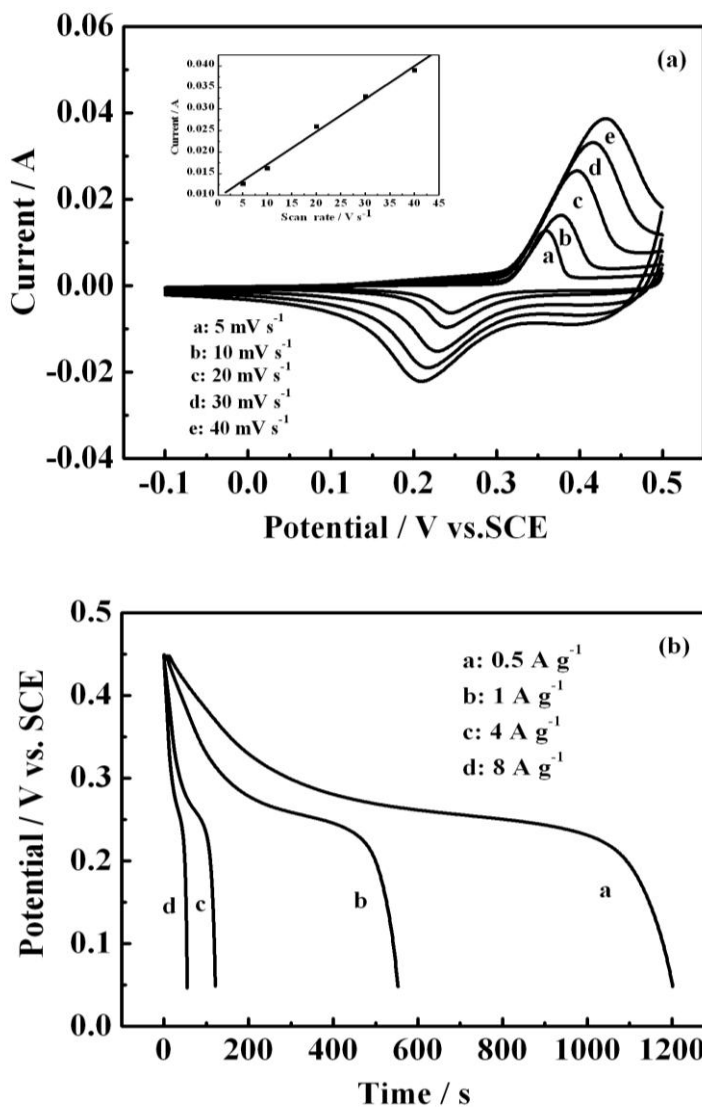 0.06
(a)
0.040
0.035
0.030
0.025
0.020
0.015
0.010
Current / A
0 5 10 15 20 25 30 35 40 45
Scan rate / V s⁻¹
0.04
0.02
0.00
-0.02
-0.04
Current / A
e
d
c
b
a
a: 5 mV s⁻¹
b: 10 mV s⁻¹
c: 20 mV s⁻¹
d: 30 mV s⁻¹
e: 40 mV s⁻¹
-0.1 0.0 0.1 0.2 0.3 0.4 0.5
Potential / V vs.SCE
0.5
(b)
a: 0.5 A g⁻¹
b: 1 A g⁻¹
c: 4 A g⁻¹
d: 8 A g⁻¹
0.4
0.3
0.2
0.1
0.0
Potential / V vs. SCE
d c b a
0 200 400 600 800 1000 1200
Time / s